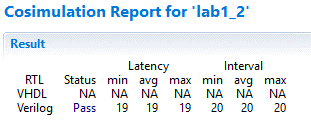 Cosimulation Report for 'lab1_2'
Result
Latency Interval
RTL Status min avg max min avg max
VHDL NA NA NA NA NA NA NA
Verilog Pass 19 19 19 20 20 20